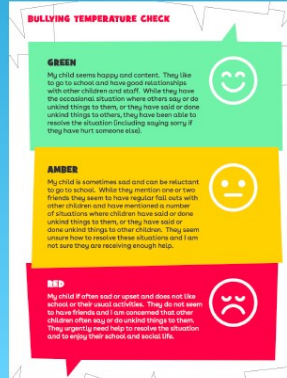 BULLYING TEMPERATURE CHECK
GREEN
My child seems happy and content. They like
to go to school and have good relationships
with other children and staff. While they have
the occasional situation where others say or do
unkind things to them, or they have said or done
unkind things to others, they have been able to
resolve the situation (including saying sorry if
they have hurt someone else).
AMBER
My child is sometimes sad and can be reluctant
to go to school. While they mention one or two
friends they seem to have regular fall outs with
other children and have mentioned a number
of situations where children have said or done
unkind things to them, or they have said or
done unkind things to other children. They seem
unsure how to resolve these situations and I am
not sure they are receiving enough help.
RED
My child if often sad or upset and does not like
school or their usual activities. They do not seem
to have friends and I am concerned that other
children often say or do unkind things to them.
They urgently need help to resolve the situation
and to enjoy their school and social life.